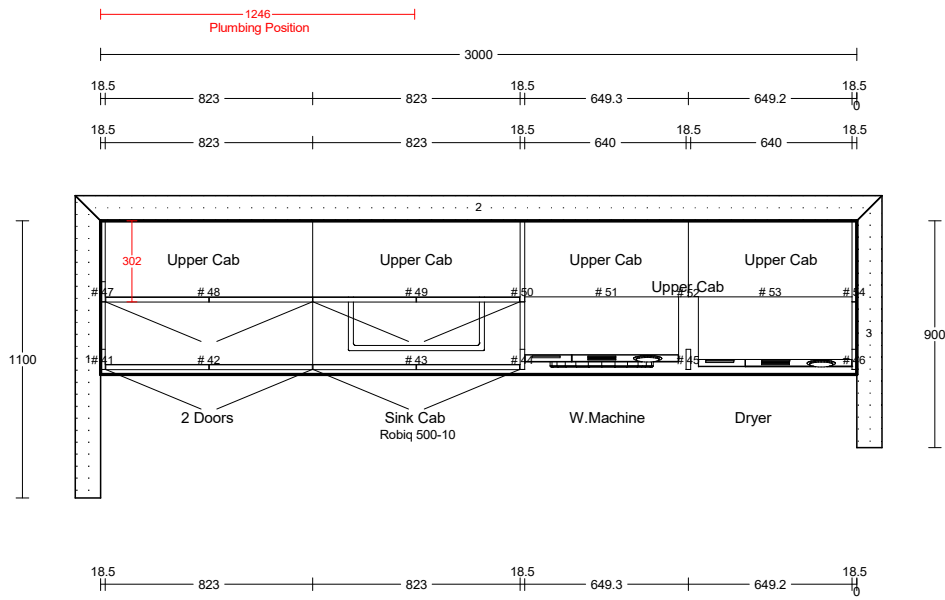 1246
Plumbing Position
3000
18.5 823 823 18.5 649.3 649.2 18.5
0
18.5 823 823 18.5 640 18.5 640 18.5
2
302
Upper Cab Upper Cab Upper Cab Upper Cab
Upper Cab
# 47 # 48 # 49 # 50 # 51 # 52 # 53 # 54
1100 1 3 900
# 41 # 42 # 43 # 44 # 45 # 46
2 Doors Sink Cab W.Machine Dryer
Robiq 500-10
18.5 823 823 18.5 649.3 649.2 18.5
0